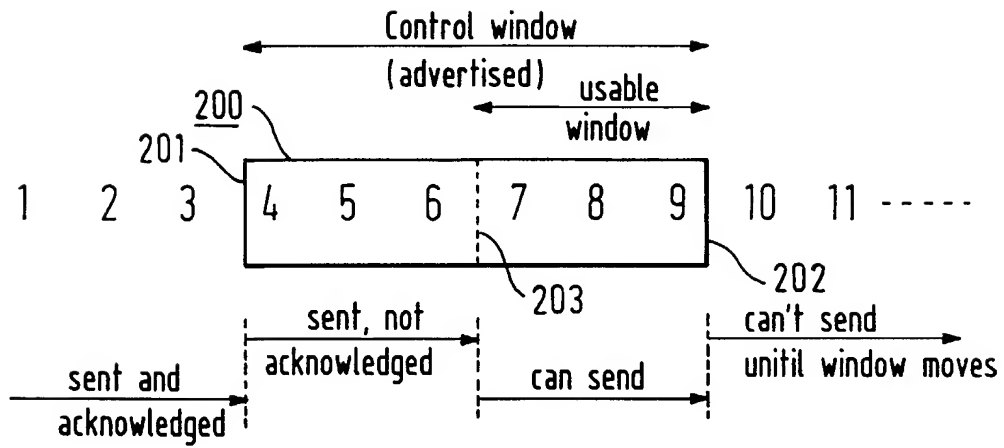 Control window
(advertised)
usable
window
200
201
1 2 3 4 5 6 7 8 9 10 11 -----
203
202
sent, not
acknowledged
can't send
unitil window moves
sent and
acknowledged
can send